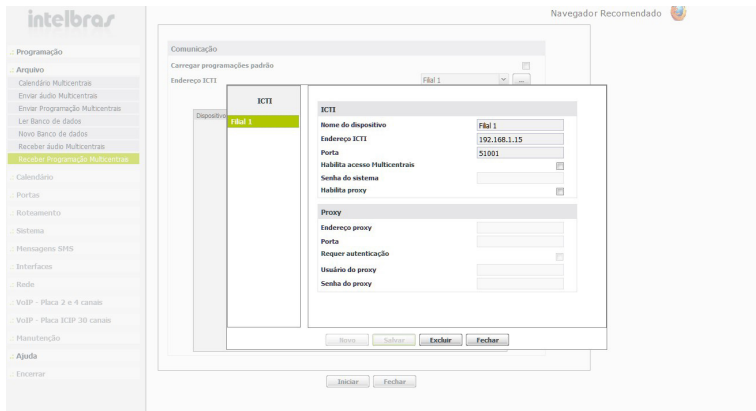 intelbras
Navegador Recomendado
Programação
Arquivo
Calendário Multicentrais
Enviar áudio Multicentrais
Enviar Programação Multicentrais
Ler Banco de dados
Novo Banco de dados
Receber áudio Multicentrais
Receber Programação Multicentrais
Calendário
Portas
Roteamento
Sistema
Mensagens SMS
Interfaces
Rede
VoIP - Placa 2 e 4 canais
VoIP - Placa ICIP 30 canais
Manutenção
Ajuda
Encerrar
Comunicação
Carregar programações padrão
Endereço ICTI
Filial 1
...
Dispositivo
ICTI
Filial 1
ICTI
Nome do dispositivo
Filial 1
Endereço ICTI
192.168.1.15
Porta
51001
Habilita acesso Multicentrais
Senha do sistema
Habilita proxy
Proxy
Endereço proxy
Porta
Requer autenticação
Usuário do proxy
Senha do proxy
Novo
Salvar
Excluir
Fechar
Iniciar
Fechar